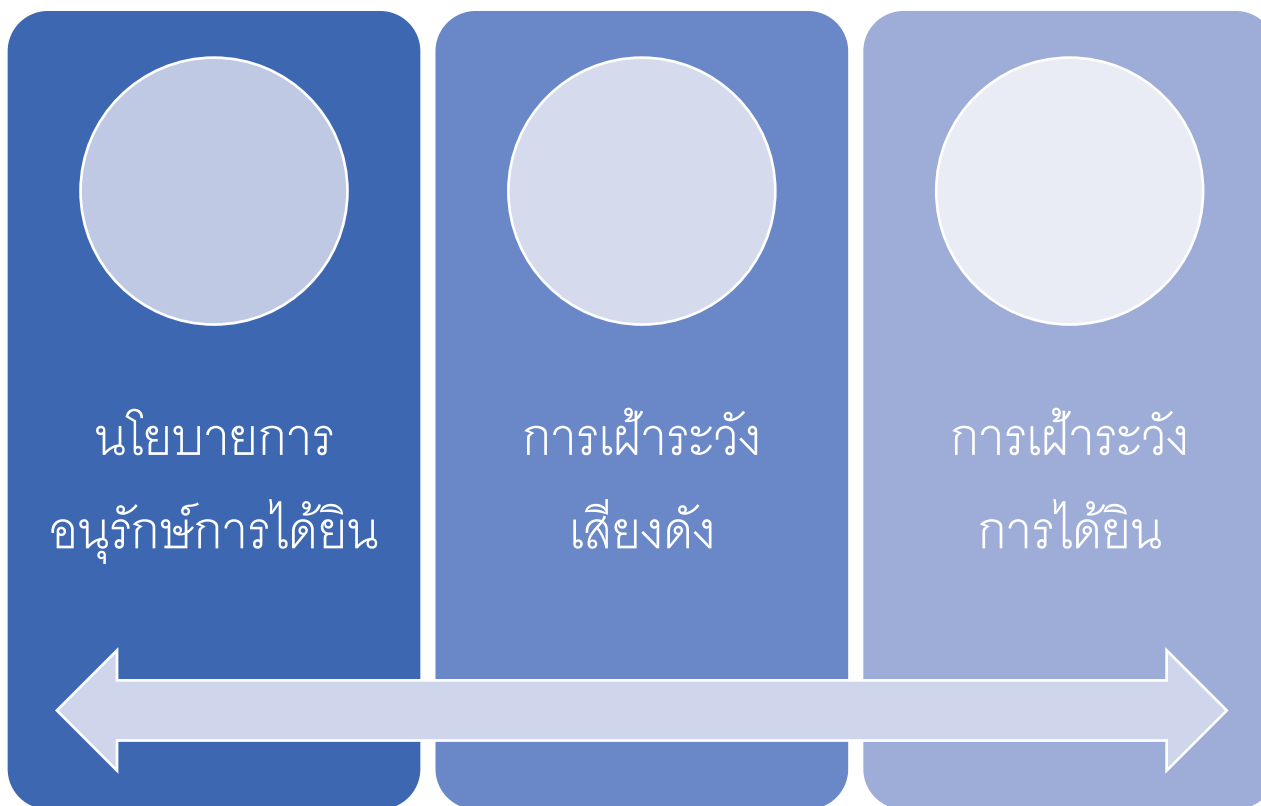 นโยบายการ
อนุรักษ์การได้ยิน
การเฝ้าระวัง
เสียงดัง
การเฝ้าระวัง
การได้ยิน